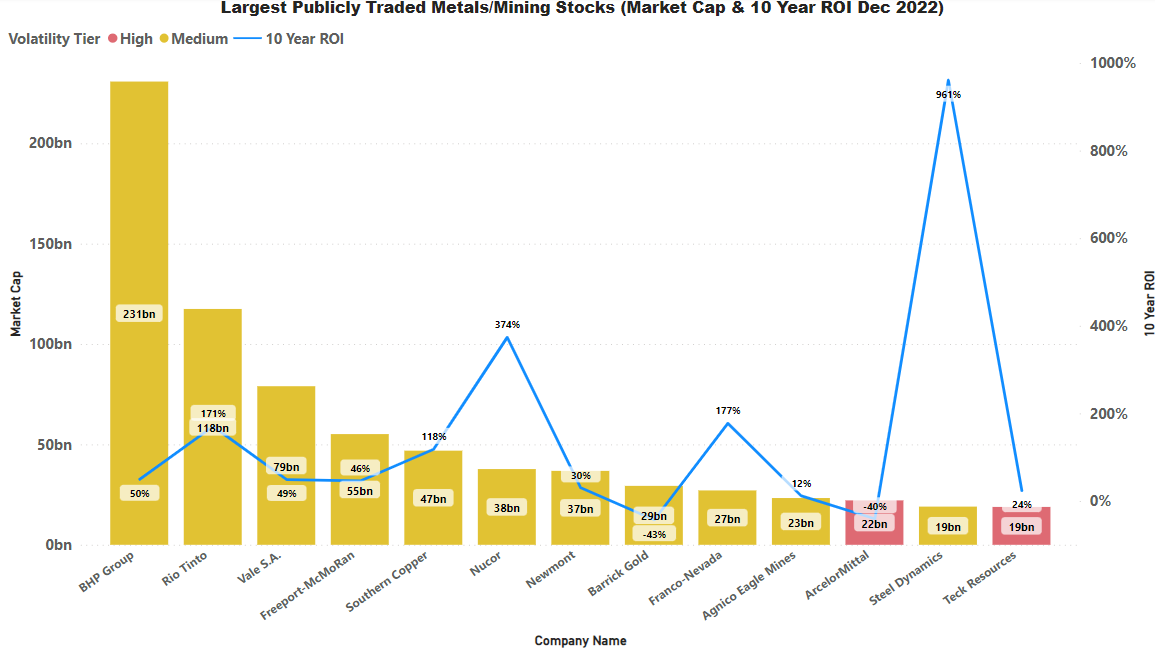 Largest Publicly Traded Metals/Mining Stocks (Market Cap & 10 Year ROI Dec 2022)
Volatility Tier High Medium 10 Year ROI
1000%
800%
600%
400%
200%
0%
200bn
150bn
100bn
50bn
0bn
Market Cap
10 Year ROI
231bn
50%
171%
118bn
79bn
49%
46%
55bn
118%
47bn
374%
38bn
30%
37bn
29bn
-43%
177%
27bn
12%
23bn
-40%
22bn
961%
19bn
24%
19bn
BHP Group
Rio Tinto
Vale S.A.
Freeport-McMoRan
Southern Copper
Nucor
Newmont
Barrick Gold
Franco-Nevada
Agnico Eagle Mines
ArcelorMittal
Steel Dynamics
Teck Resources
Company Name